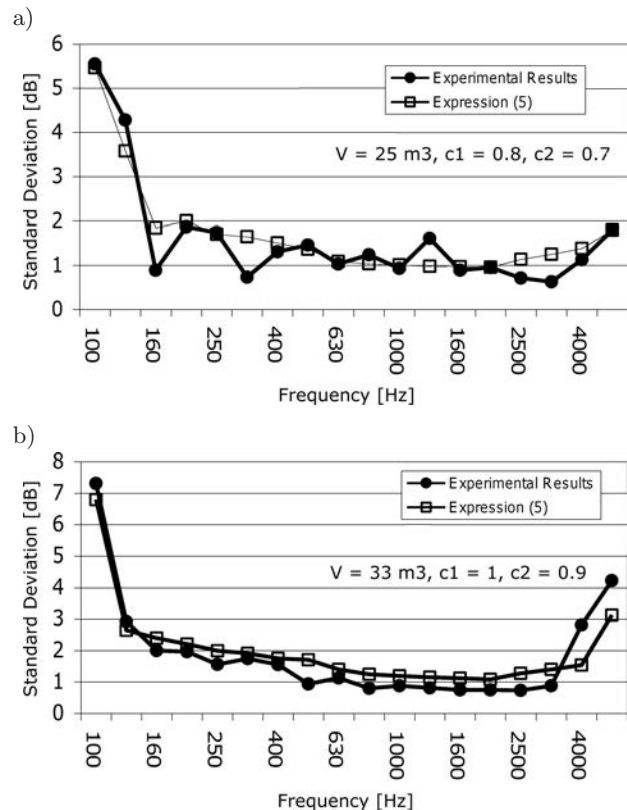 a)
6
5
4
3
2
1
0
Standard Deviation [dB]
Experimental Results
Expression (5)
V = 25 m3, c1 = 0.8, c2 = 0.7
100 160 250 400 630 1000 1600 2500 4000
Frequency [Hz]
b)
8
7
6
5
4
3
2
1
0
Standard Deviation [dB]
Experimental Results
Expression (5)
V = 33 m3, c1 = 1, c2 = 0.9
100 160 250 400 630 1000 1600 2500 4000
Frequency [Hz]